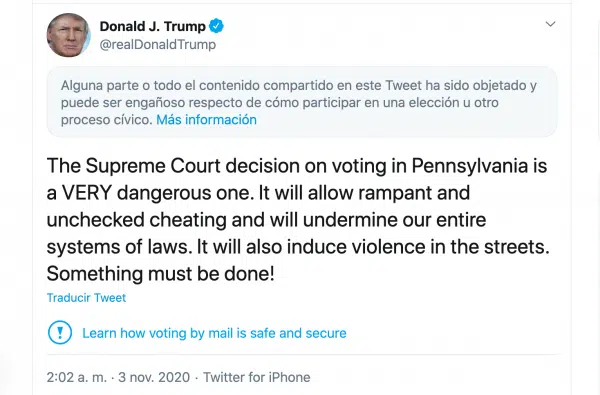 Donald J. Trump
@realDonaldTrump
Alguna parte o todo el contenido compartido en este Tweet ha sido objetado y
puede ser engañoso respecto de cómo participar en una elección u otro
proceso cívico. Más información
The Supreme Court decision on voting in Pennsylvania is
a VERY dangerous one. It will allow rampant and
unchecked cheating and will undermine our entire
systems of laws. It will also induce violence in the streets.
Something must be done!
Traducir Tweet
Learn how voting by mail is safe and secure
2:02 a. m. · 3 nov. 2020 · Twitter for iPhone